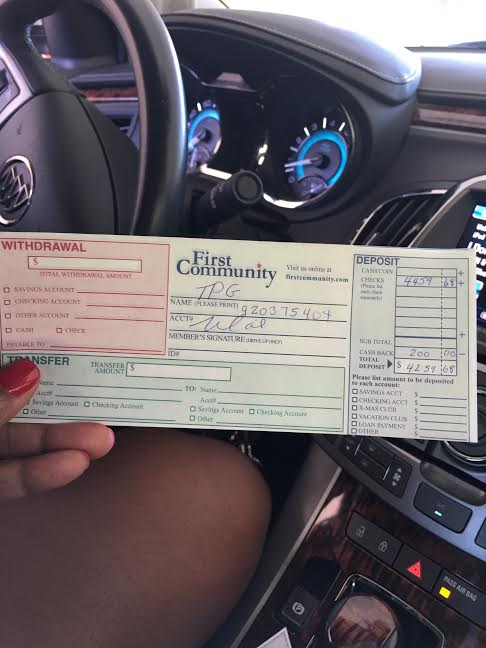 WITHDRAWAL
$
TOTAL WITHDRAWAL AMOUNT
SAVINGS ACCOUNT
CHECKING ACCOUNT
OTHER ACCOUNT
CASH CHECK
PAYABLE TO:
First
Community
Visit us online at
firstcommunity.com
TPG
NAME (PLEASE PRINT) 920375404
ACCT#
MEMBER'S SIGNATURE
ID#
DEPOSIT
CASH/COIN
CHECKS 4459 68
(Please list
each check
separately)
SUB TOTAL
CASH BACK 200 00
TOTAL
DEPOSIT $ 4259 68
Please list amount to be deposited
to each account:
SAVINGS ACCT $
CHECKING ACCT $
X-MAS CLUB $
VACATION CLUB $
LOAN PAYMENT $
OTHER $
TRANSFER
TRANSFER
AMOUNT $
Name TO: Name
Acct# Acct#
Savings Account Checking Account Savings Account Checking Account
Other Other
PASS AIR BAG